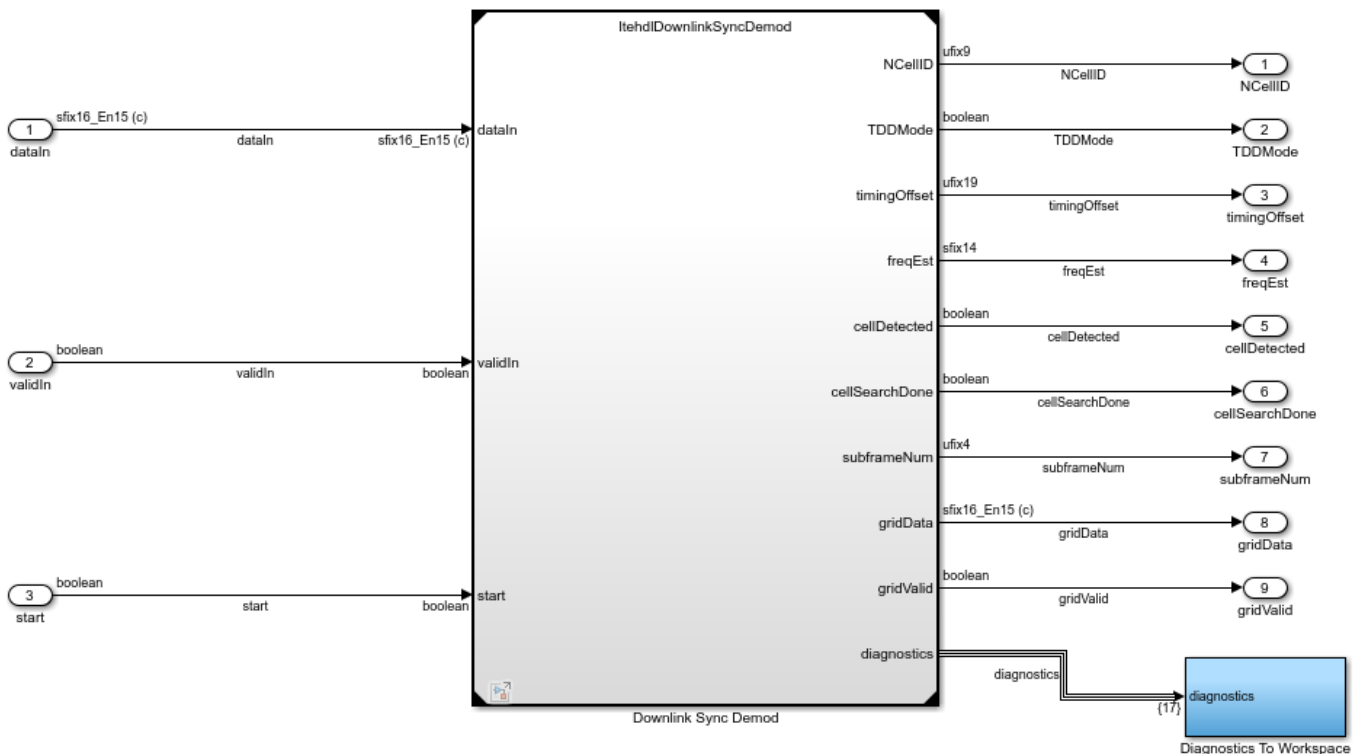 ltehdlDownlinkSyncDemod
NCellID
ufix9
NCellID
1
NCellID
sfix16_En15 (c)
1
dataIn
dataIn
sfix16_En15 (c)
dataIn
TDDMode
boolean
TDDMode
2
TDDMode
timingOffset
ufix19
timingOffset
3
timingOffset
freqEst
sfix14
freqEst
4
freqEst
cellDetected
boolean
cellDetected
5
cellDetected
boolean
2
validIn
validIn
boolean
validIn
cellSearchDone
boolean
cellSearchDone
6
cellSearchDone
subframeNum
ufix4
subframeNum
7
subframeNum
gridData
sfix16_En15 (c)
gridData
8
gridData
boolean
3
start
start
boolean
start
gridValid
boolean
gridValid
9
gridValid
diagnostics
diagnostics
{17}
diagnostics
Downlink Sync Demod
Diagnostics To Workspace